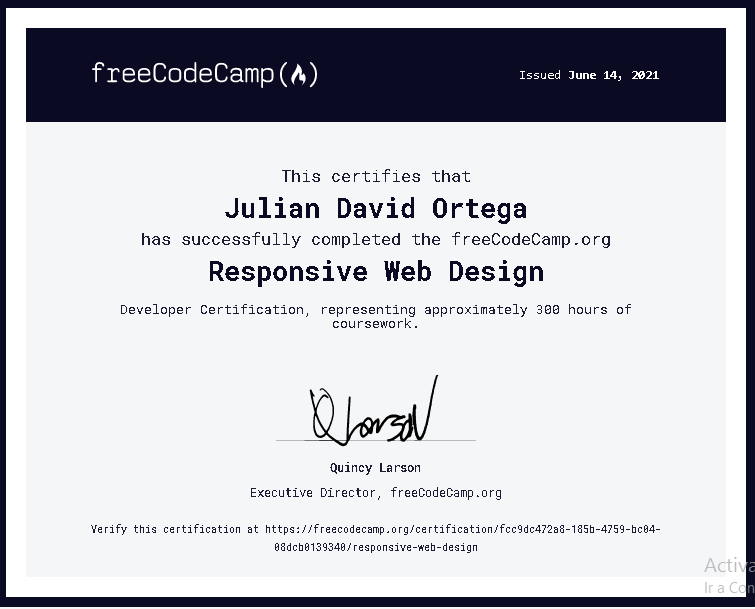 freeCodeCamp(🔥)
Issued June 14, 2021
This certifies that
Julian David Ortega
has successfully completed the freeCodeCamp.org
Responsive Web Design
Developer Certification, representing approximately 300 hours of
coursework.
Quincy Larson
Executive Director, freeCodeCamp.org
Verify this certification at https://freecodecamp.org/certification/fcc9dc472a8-185b-4759-bc04-
08dcb0139340/responsive-web-design
Activa
Ir a Con